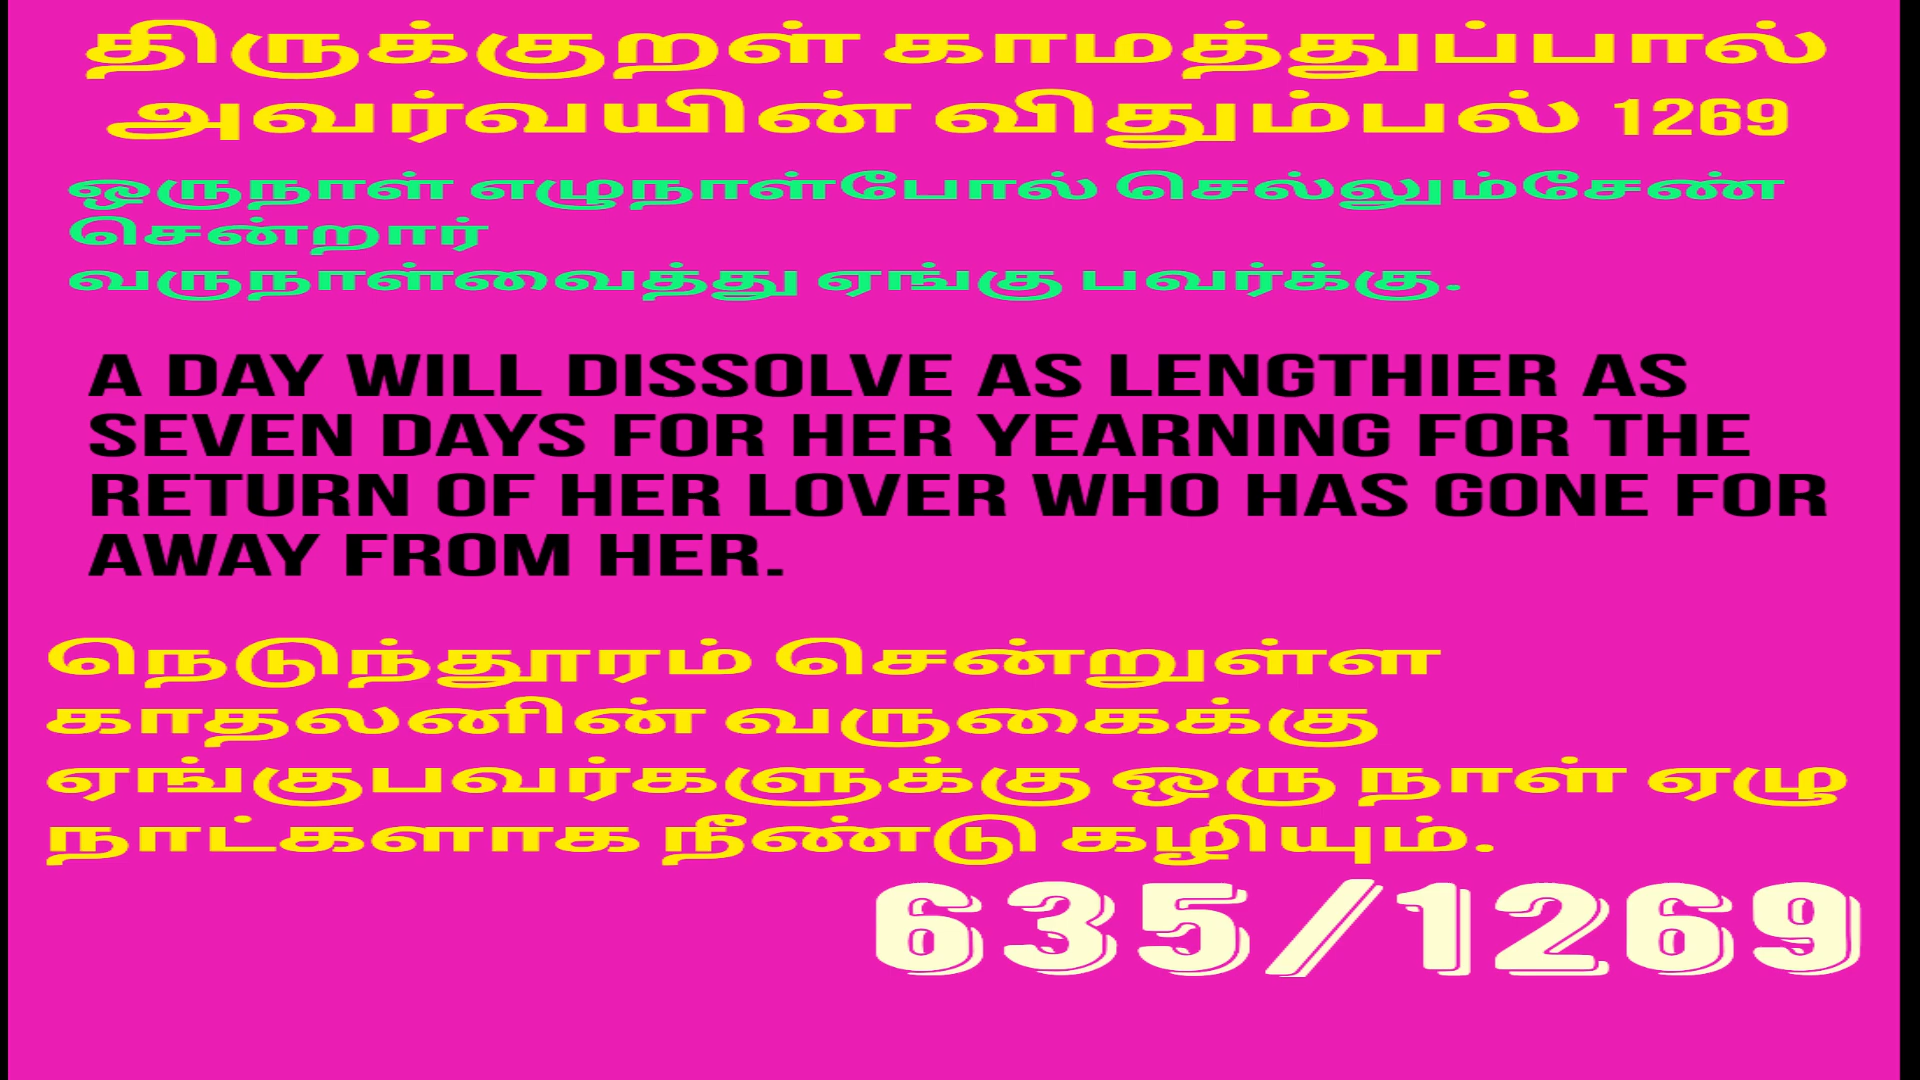 திருக்குறள் காமத்துப்பால்
அவர்வயின் விதும்பல் 1269
ஒருநாள் எழுநாள்போல் செல்லும்சேண்
சென்றார்
வருநாள்வைத்து ஏங்கு பவர்க்கு.
A DAY WILL DISSOLVE AS LENGTHIER AS
SEVEN DAYS FOR HER YEARNING FOR THE
RETURN OF HER LOVER WHO HAS GONE FOR
AWAY FROM HER.
நெடுந்தூரம் சென்றுள்ள
காதலனின் வருகைக்கு
ஏங்குபவர்களுக்கு ஒரு நாள் ஏழு
நாட்களாக நீண்டு கழியும்.
635/1269